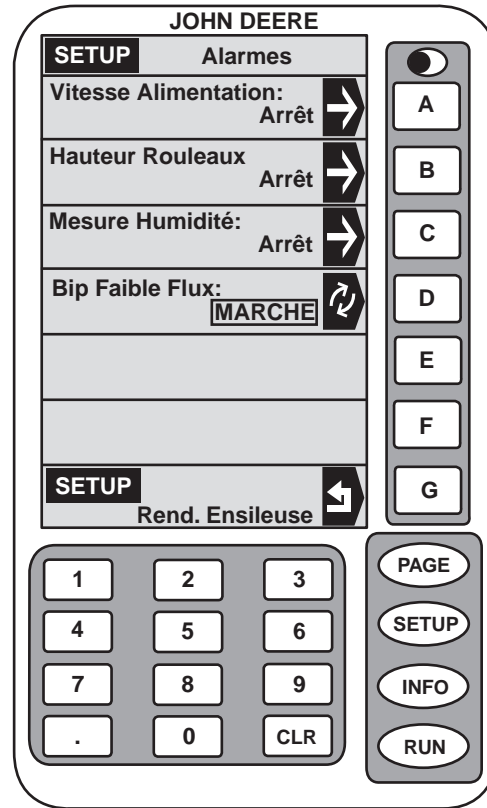 JOHN DEERE
SETUP Alarmes
Vitesse Alimentation:
Arrêt
A
Hauteur Rouleaux
Arrêt
B
Mesure Humidité:
Arrêt
C
Bip Faible Flux:
MARCHE
D
E
F
SETUP
Rend. Ensileuse
G
1 2 3
4 5 6
7 8 9
. 0 CLR
PAGE
SETUP
INFO
RUN